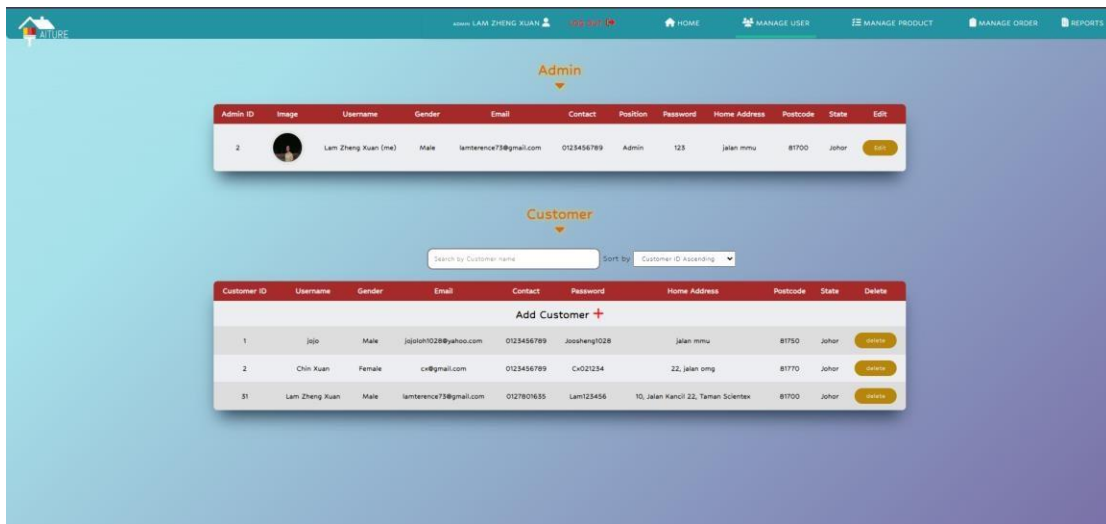 AITURE
ADMIN LAM ZHENG XUAN LOG OUT HOME MANAGE USER MANAGE PRODUCT MANAGE ORDER REPORTS
Admin
Admin ID Image Username Gender Email Contact Position Password Home Address Postcode State Edit
2 Lam Zheng Xuan (me) Male lamterence73@gmail.com 0123456789 Admin 123 jalan mmu 81700 Johor Edit
Customer
Search by Customer name Sort by Customer ID Ascending
Customer ID Username Gender Email Contact Password Home Address Postcode State Delete
Add Customer +
1 jojo Male jojoloh1028@yahoo.com 0123456789 Joosheng1028 jalan mmu 81750 Johor delete
2 Chin Xuan Female cx@gmail.com 0123456789 Cx021234 22, jalan omg 81770 Johor delete
31 Lam Zheng Xuan Male lamterence73@gmail.com 0127801635 Lam123456 10, Jalan Kancil 22, Taman Scientex 81700 Johor delete